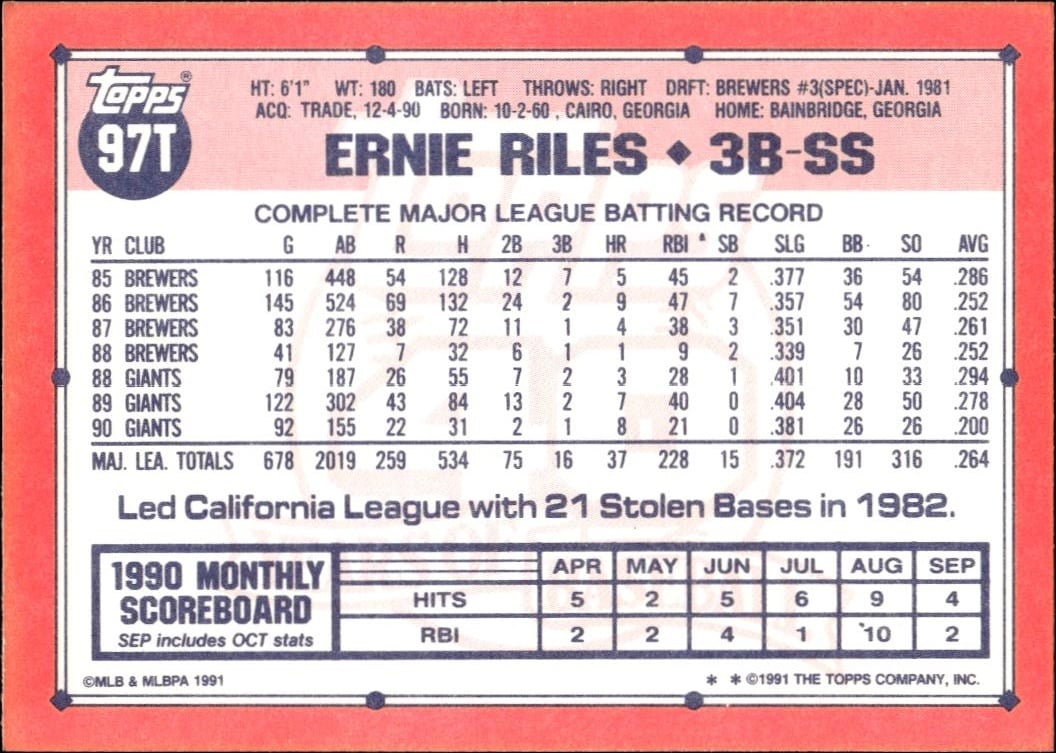 topps®
97T
HT: 6'1" WT: 180 BATS: LEFT THROWS: RIGHT DRFT: BREWERS #3(SPEC)-JAN. 1981
ACQ: TRADE, 12-4-90 BORN: 10-2-60, CAIRO, GEORGIA HOME: BAINBRIDGE, GEORGIA
ERNIE RILES ◆ 3B-SS
COMPLETE MAJOR LEAGUE BATTING RECORD
YR CLUB G AB R H 2B 3B HR RBI SB SLG BB SO AVG
85 BREWERS 116 448 54 128 12 7 5 45 2 .377 36 54 .286
86 BREWERS 145 524 69 132 24 2 9 47 7 .357 54 80 .252
87 BREWERS 83 276 38 72 11 1 4 38 3 .351 30 47 .261
88 BREWERS 41 127 7 32 6 1 1 9 2 .339 7 26 .252
88 GIANTS 79 187 26 55 7 2 3 28 1 .401 10 33 .294
89 GIANTS 122 302 43 84 13 2 7 40 0 .404 28 50 .278
90 GIANTS 92 155 22 31 2 1 8 21 0 .381 26 26 .200
MAJ. LEA. TOTALS 678 2019 259 534 75 16 37 228 15 .372 191 316 .264
Led California League with 21 Stolen Bases in 1982.
1990 MONTHLY
SCOREBOARD
SEP includes OCT stats
APR MAY JUN JUL AUG SEP
HITS 5 2 5 6 9 4
RBI 2 2 4 1 10 2
©MLB & MLBPA 1991
* * ©1991 THE TOPPS COMPANY, INC.
TOPPS
40
YEARS OF
BASEBALL